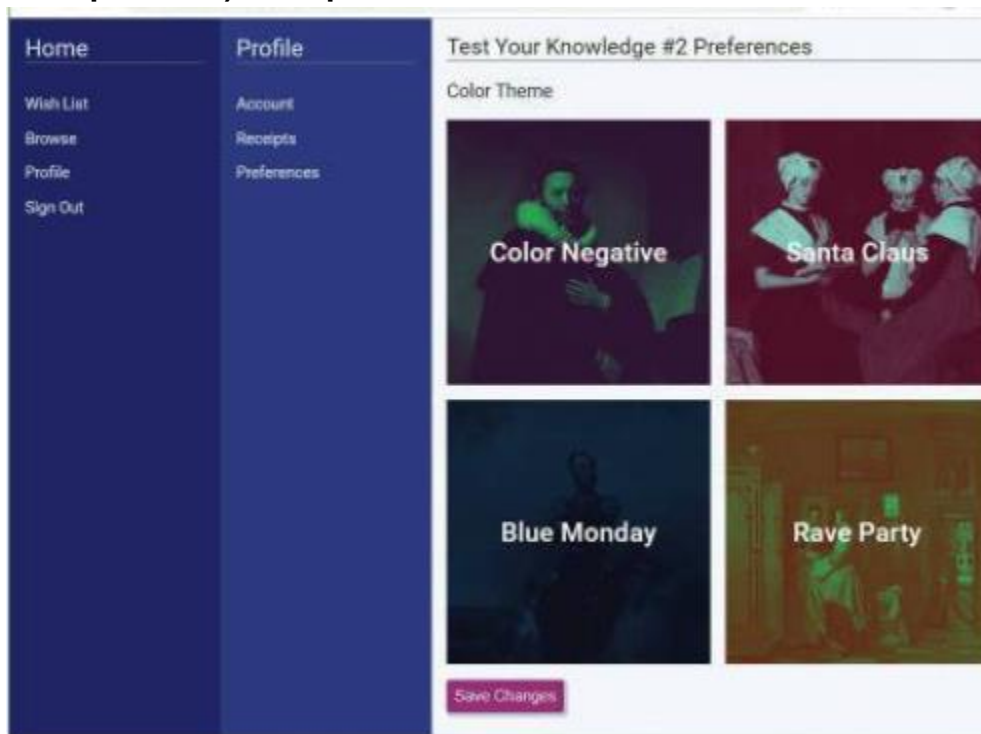 Home
Wish List
Browse
Profile
Sign Out
Profile
Account
Receipts
Preferences
Test Your Knowledge #2 Preferences
Color Theme
Color Negative
Santa Claus
Blue Monday
Rave Party
Save Changes